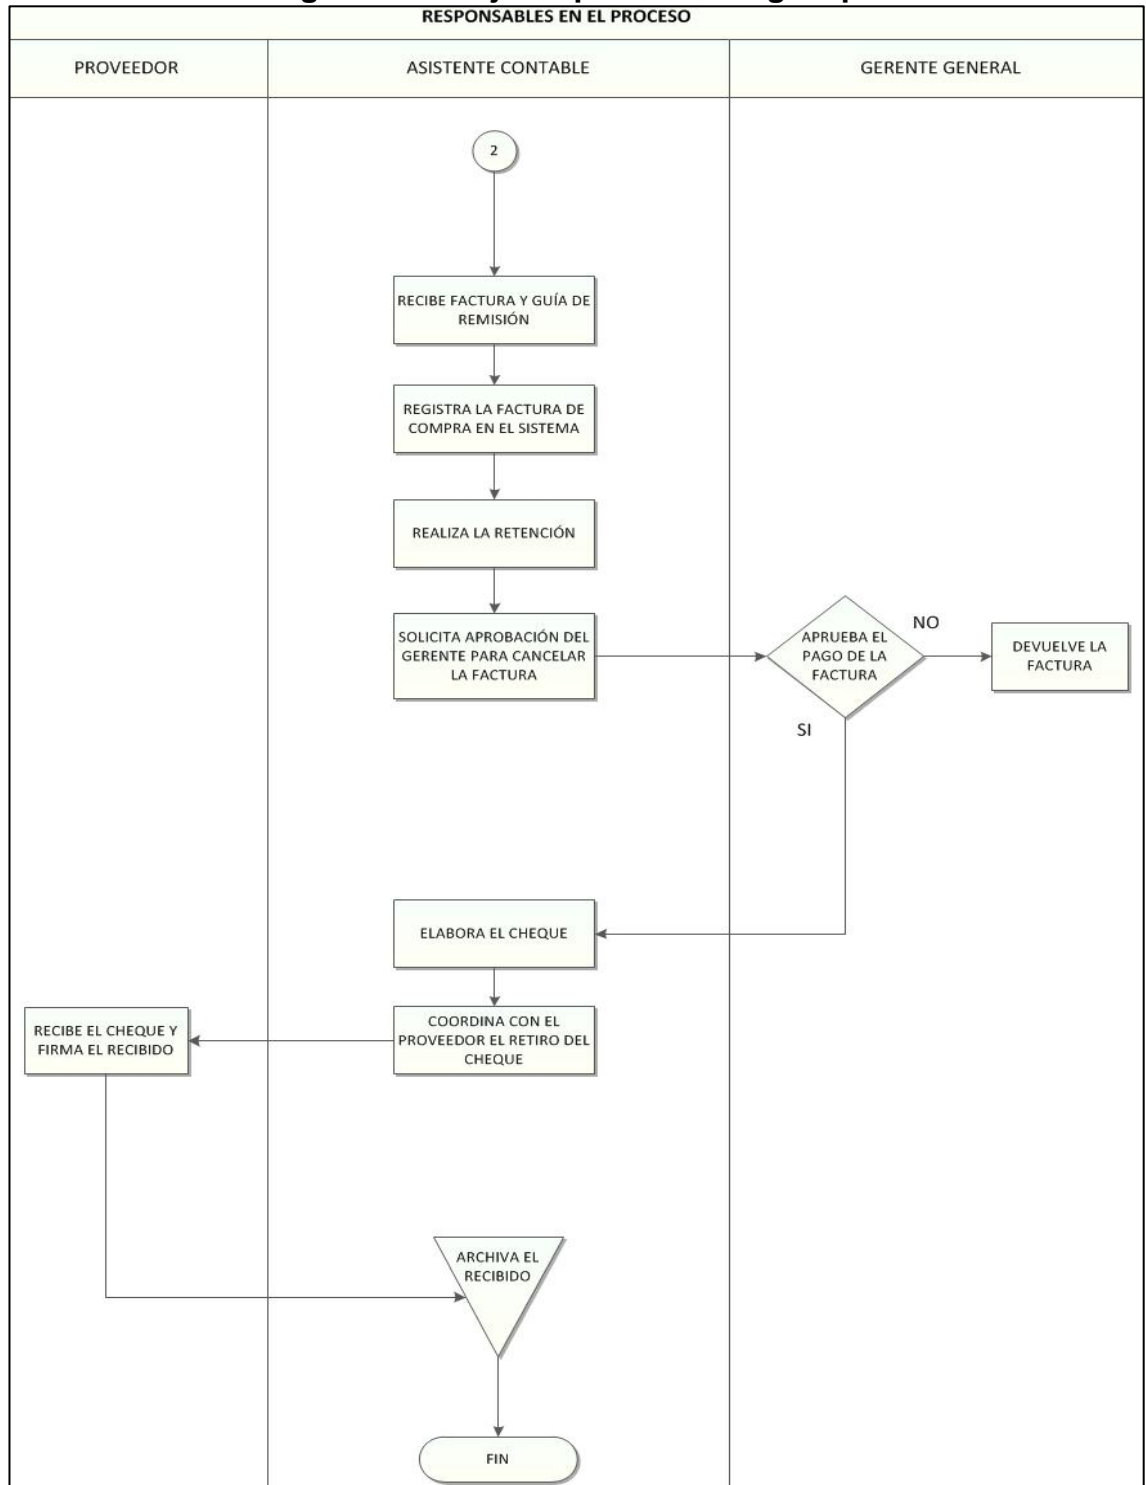 RESPONSABLES EN EL PROCESO
PROVEEDOR
ASISTENTE CONTABLE
GERENTE GENERAL
2
RECIBE FACTURA Y GUÍA DE
REMISIÓN
REGISTRA LA FACTURA DE
COMPRA EN EL SISTEMA
REALIZA LA RETENCIÓN
SOLICITA APROBACIÓN DEL
GERENTE PARA CANCELAR
LA FACTURA
APRUEBA EL
PAGO DE LA
FACTURA
NO
DEVUELVE LA
FACTURA
SI
ELABORA EL CHEQUE
COORDINA CON EL
PROVEEDOR EL RETIRO DEL
CHEQUE
RECIBE EL CHEQUE Y
FIRMA EL RECIBIDO
ARCHIVA EL
RECIBIDO
FIN